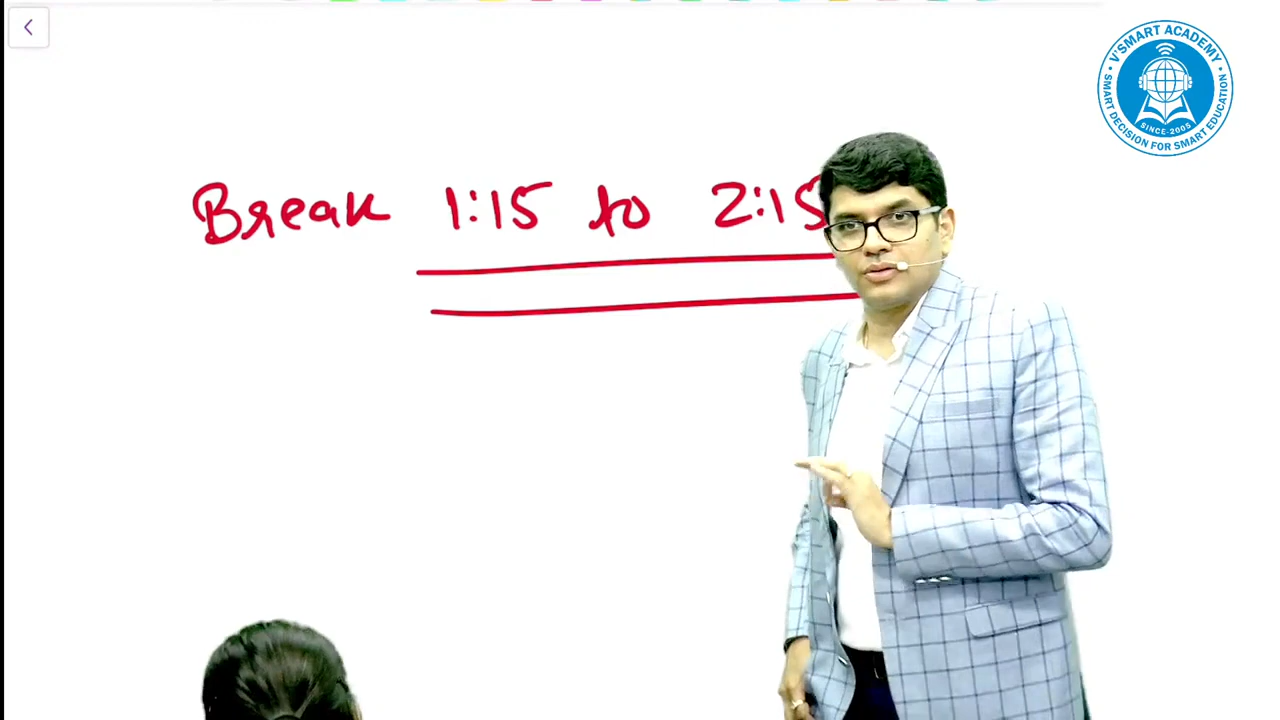 Break 1:15 to 2:15
V'SMART ACADEMY
SINCE-2005
SMART DECISION FOR SMART EDUCATION